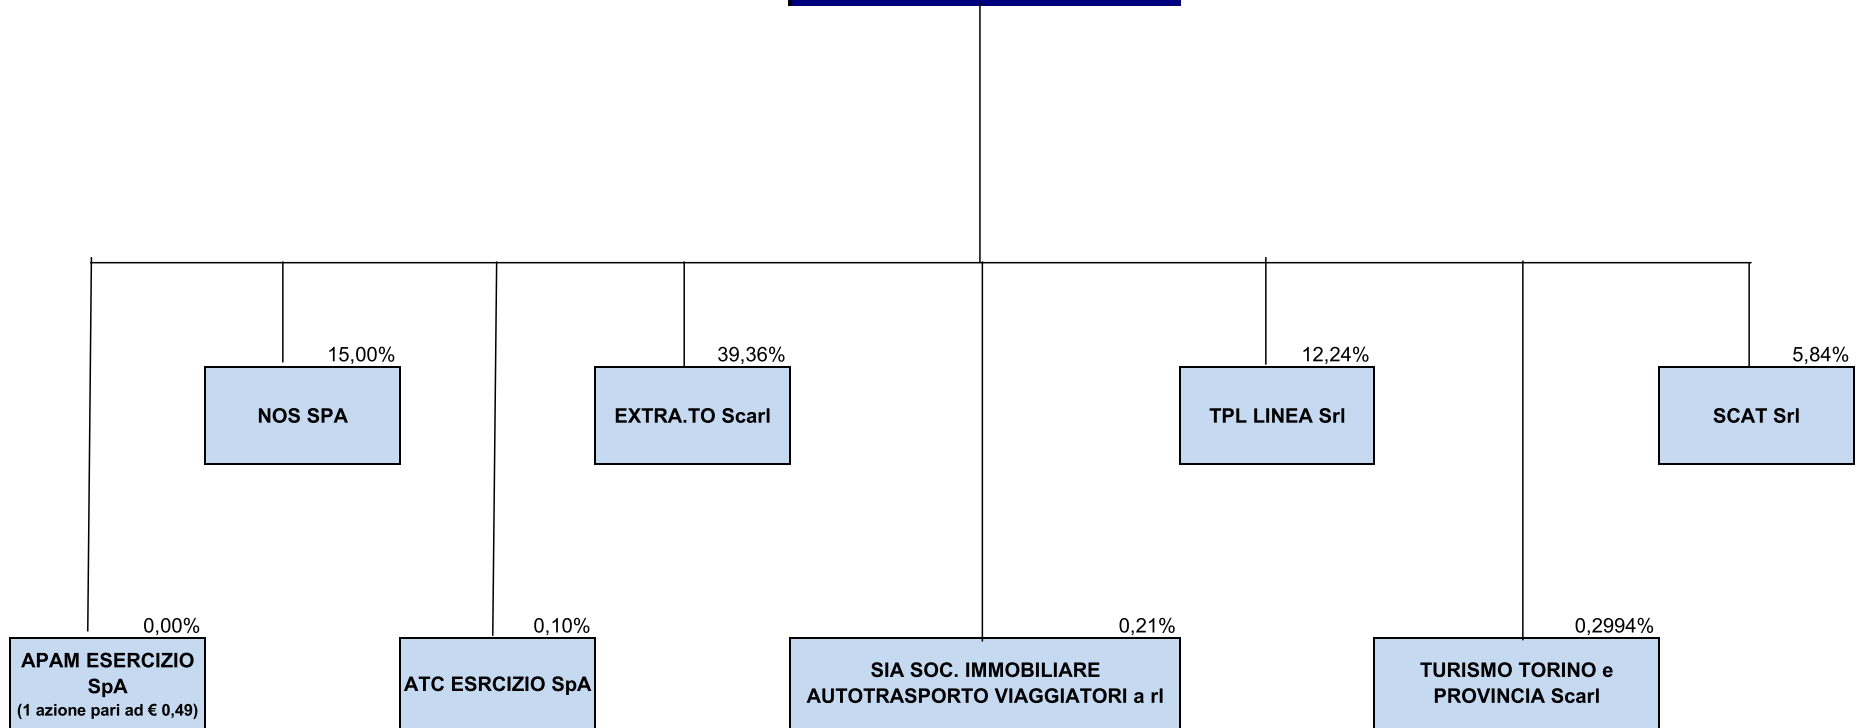 15,00%
39,36%
12,24%
5,84%
NOS SPA
EXTRA.TO Scarl
TPL LINEA Srl
SCAT Srl
0,00%
0,10%
0,21%
0,2994%
APAM ESERCIZIO
SpA
(1 azione pari ad € 0,49)
ATC ESRCIZIO SpA
SIA SOC. IMMOBILIARE
AUTOTRASPORTO VIAGGIATORI a rl
TURISMO TORINO e
PROVINCIA Scarl